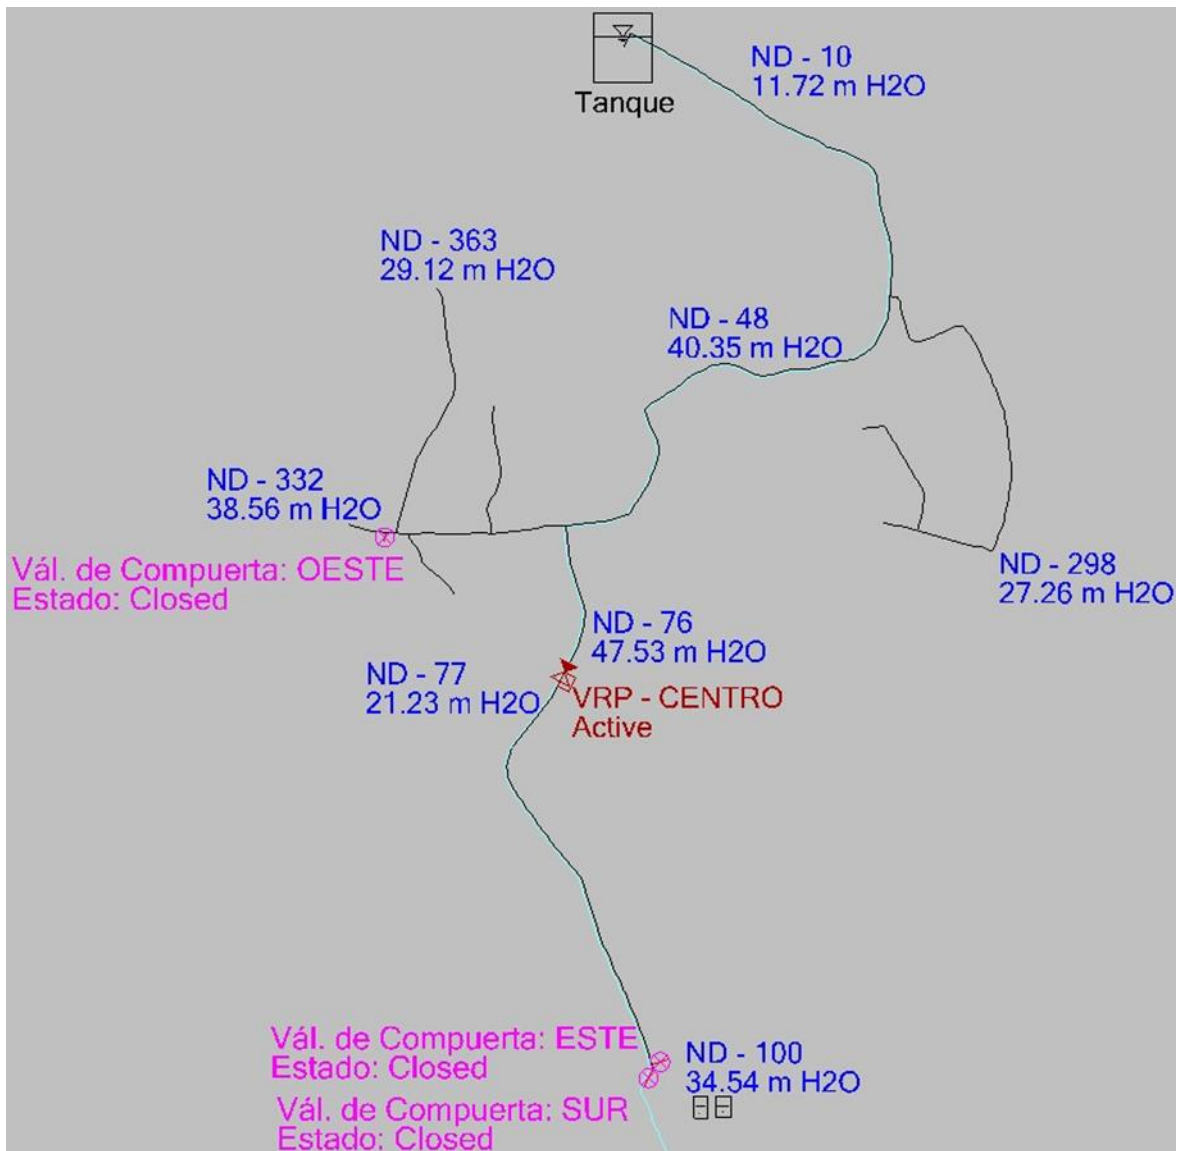 ND - 10
11.72 m H2O
Tanque
ND - 363
29.12 m H2O
ND - 48
40.35 m H2O
ND - 332
38.56 m H2O
Vál. de Compuerta: OESTE
Estado: Closed
ND - 298
27.26 m H2O
ND - 76
47.53 m H2O
ND - 77
21.23 m H2O
VRP - CENTRO
Active
Vál. de Compuerta: ESTE
Estado: Closed
ND - 100
34.54 m H2O
Vál. de Compuerta: SUR
Estado: Closed